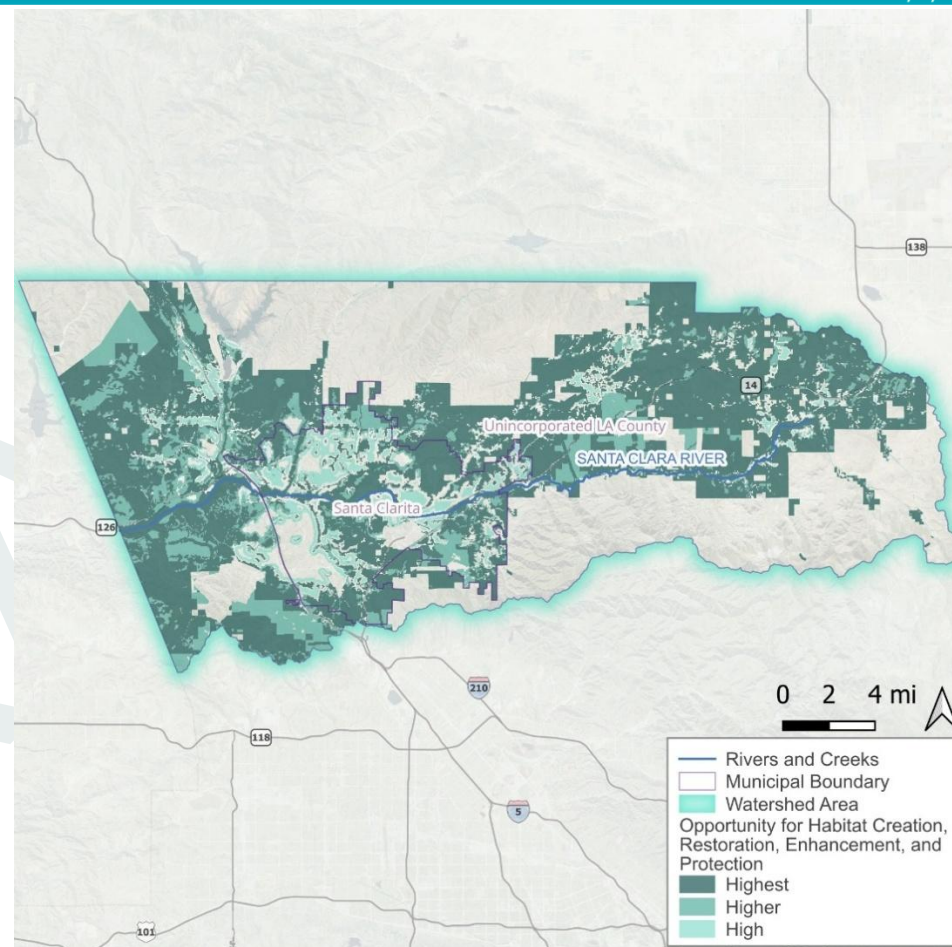 138
14
Unincorporated LA County
SANTA CLARA RIVER
Santa Clarita
126
210
0 2 4 mi
118
5
101
Rivers and Creeks
Municipal Boundary
Watershed Area
Opportunity for Habitat Creation,
Restoration, Enhancement, and
Protection
Highest
Higher
High